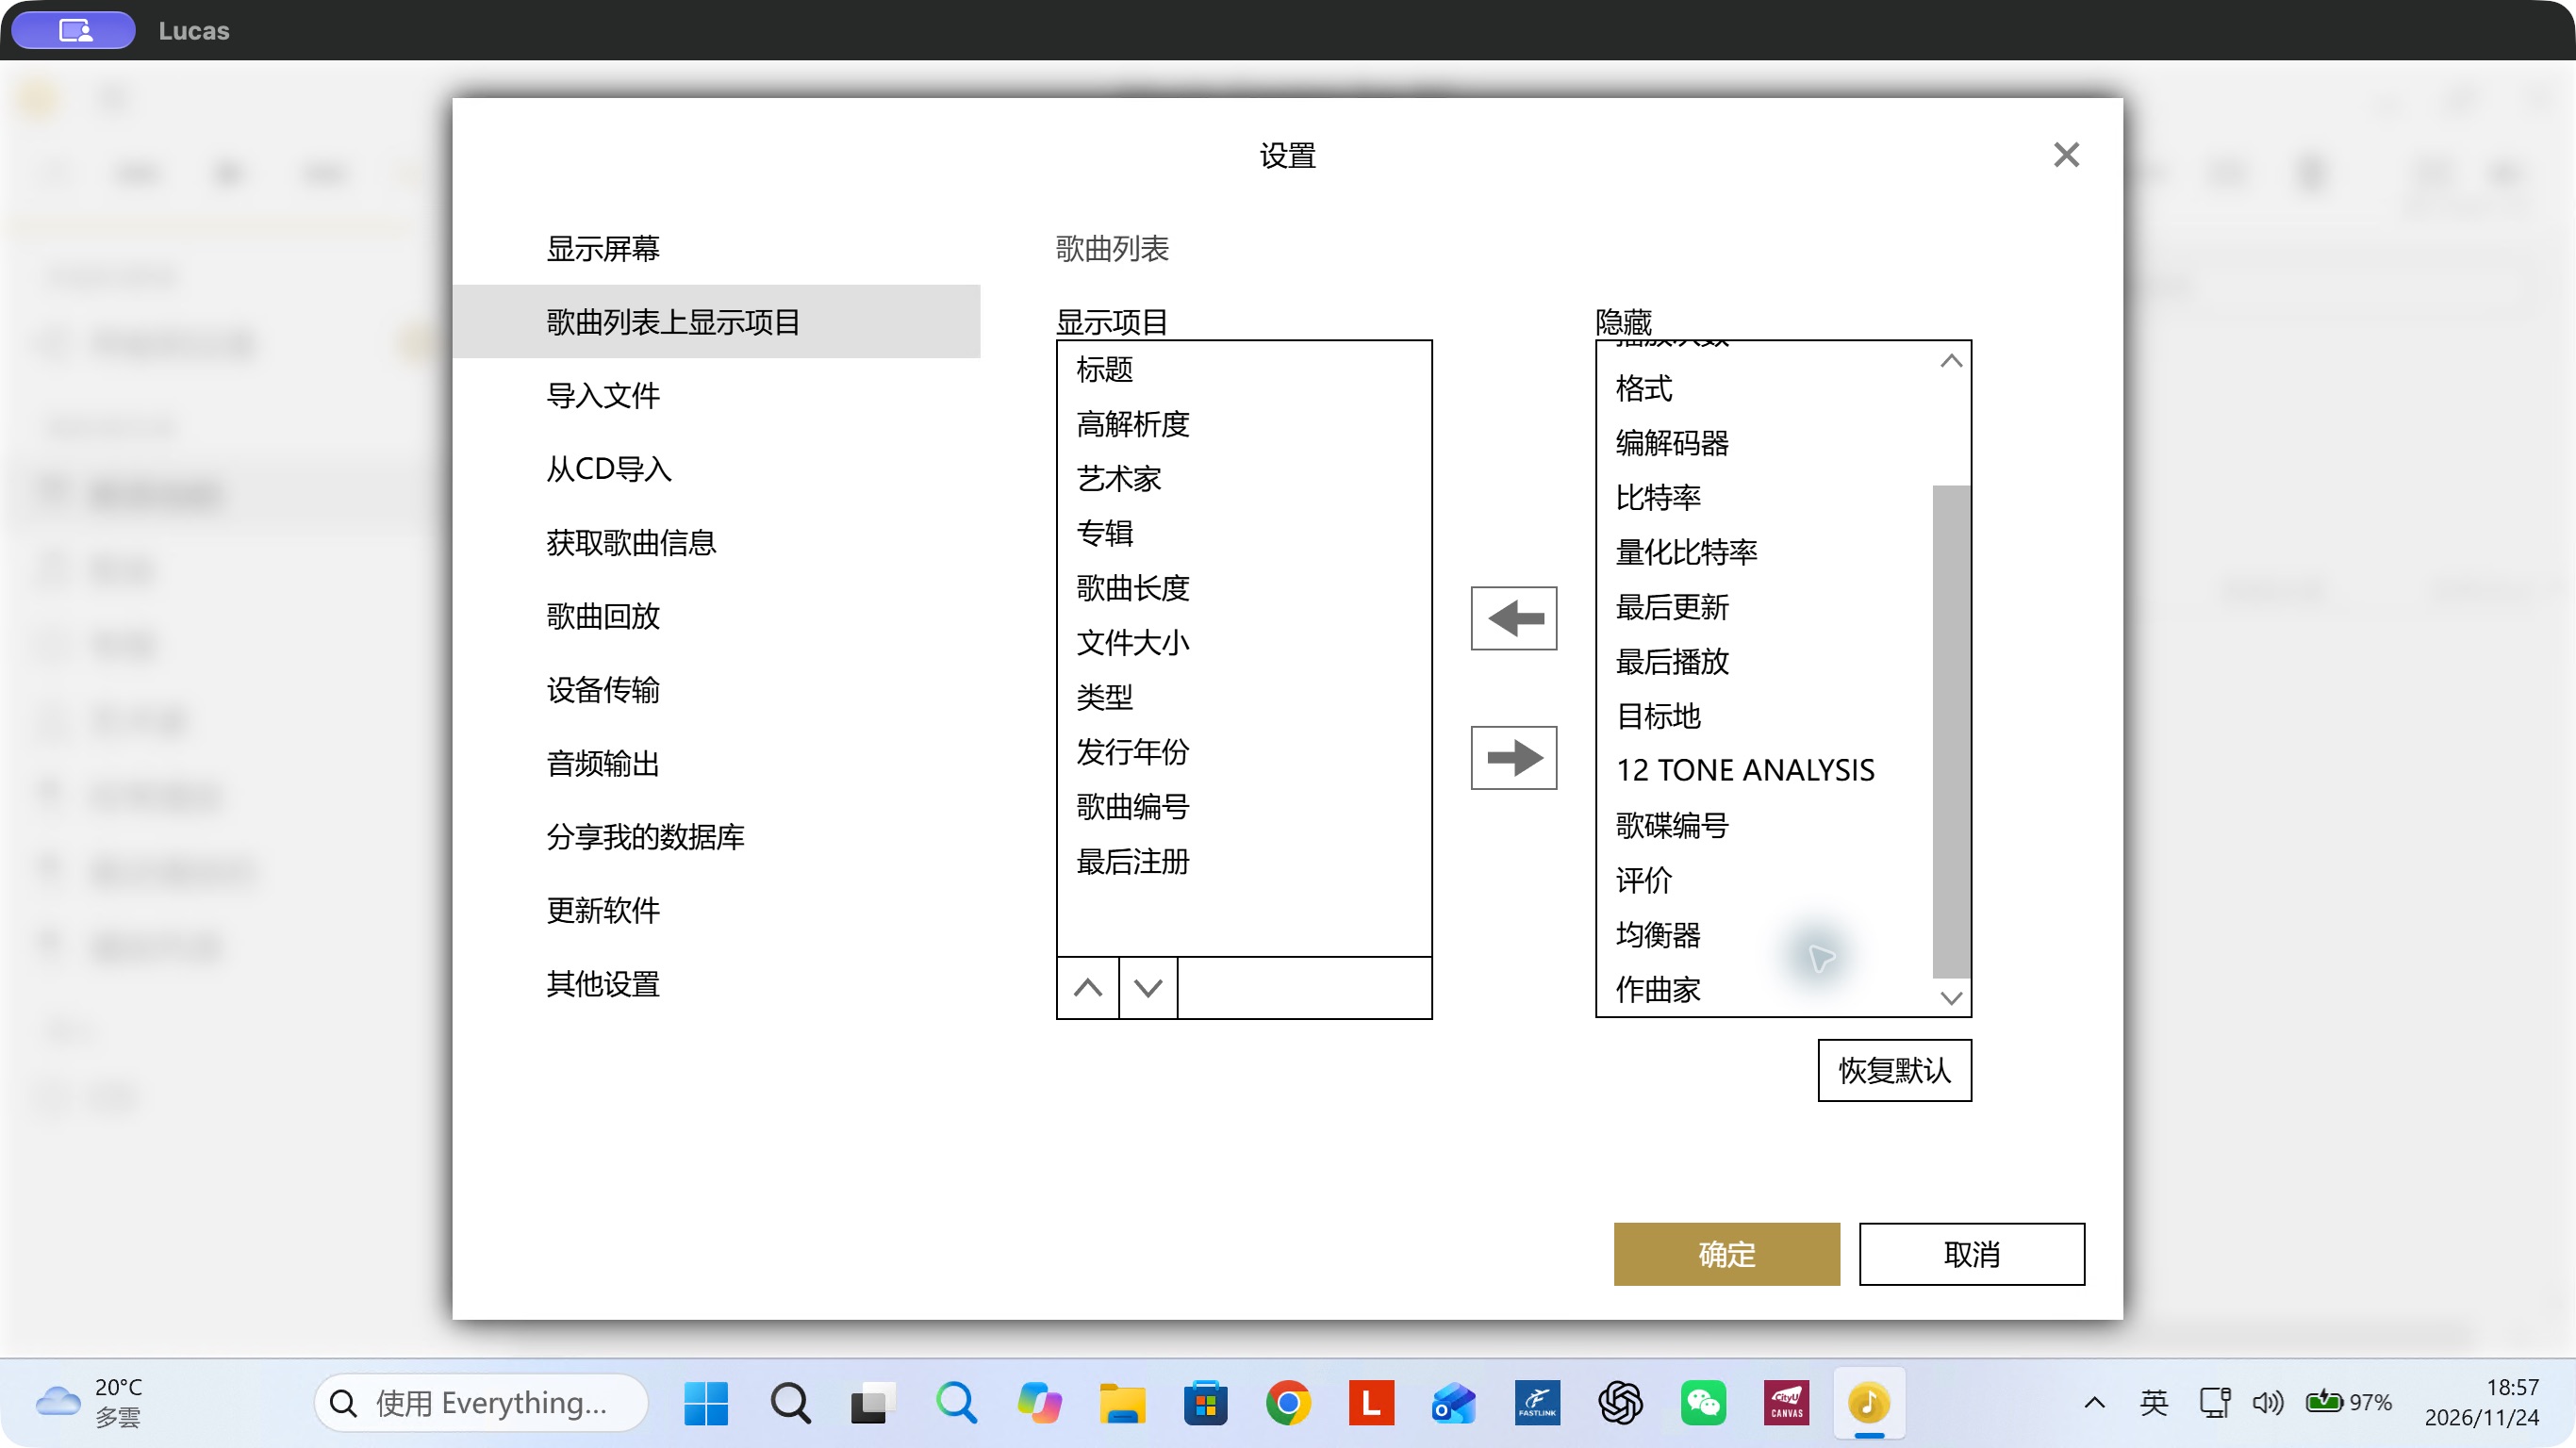 Lucas
设置
显示屏幕
歌曲列表上显示项目
导入文件
从CD导入
获取歌曲信息
歌曲回放
设备传输
音频输出
分享我的数据库
更新软件
其他设置
歌曲列表
显示项目
标题
高解析度
艺术家
专辑
歌曲长度
文件大小
类型
发行年份
歌曲编号
最后注册
隐藏
播放次数
格式
编解码器
比特率
量化比特率
最后更新
最后播放
目标地
12 TONE ANALYSIS
歌碟编号
评价
均衡器
作曲家
恢复默认
确定
取消
20°C
多雲
使用 Everything...
L
O
FASTLINK
CityU
CANVAS
英
97%
18:57
2026/11/24